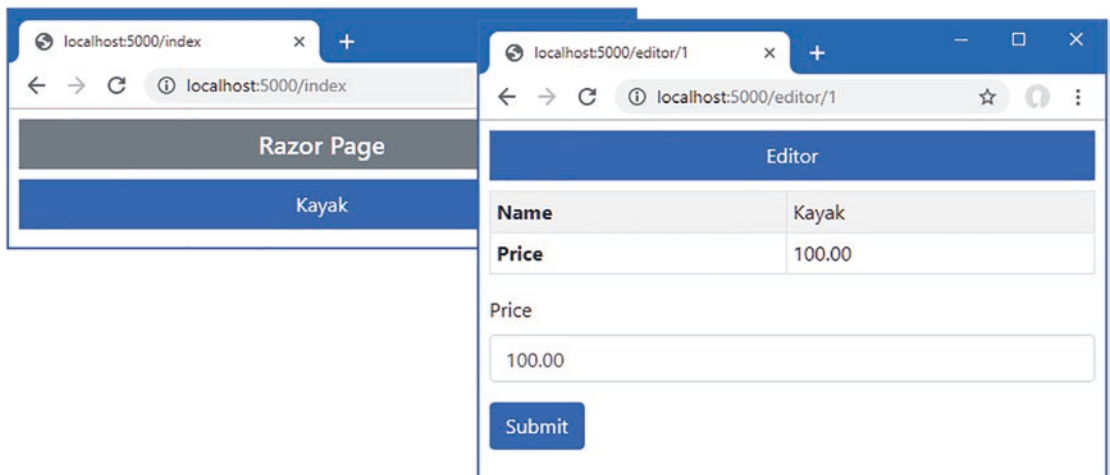 localhost:5000/index
localhost:5000/index
Razor Page
Kayak
localhost:5000/editor/1
localhost:5000/editor/1
Editor
Name Kayak
Price 100.00
Price
100.00
Submit